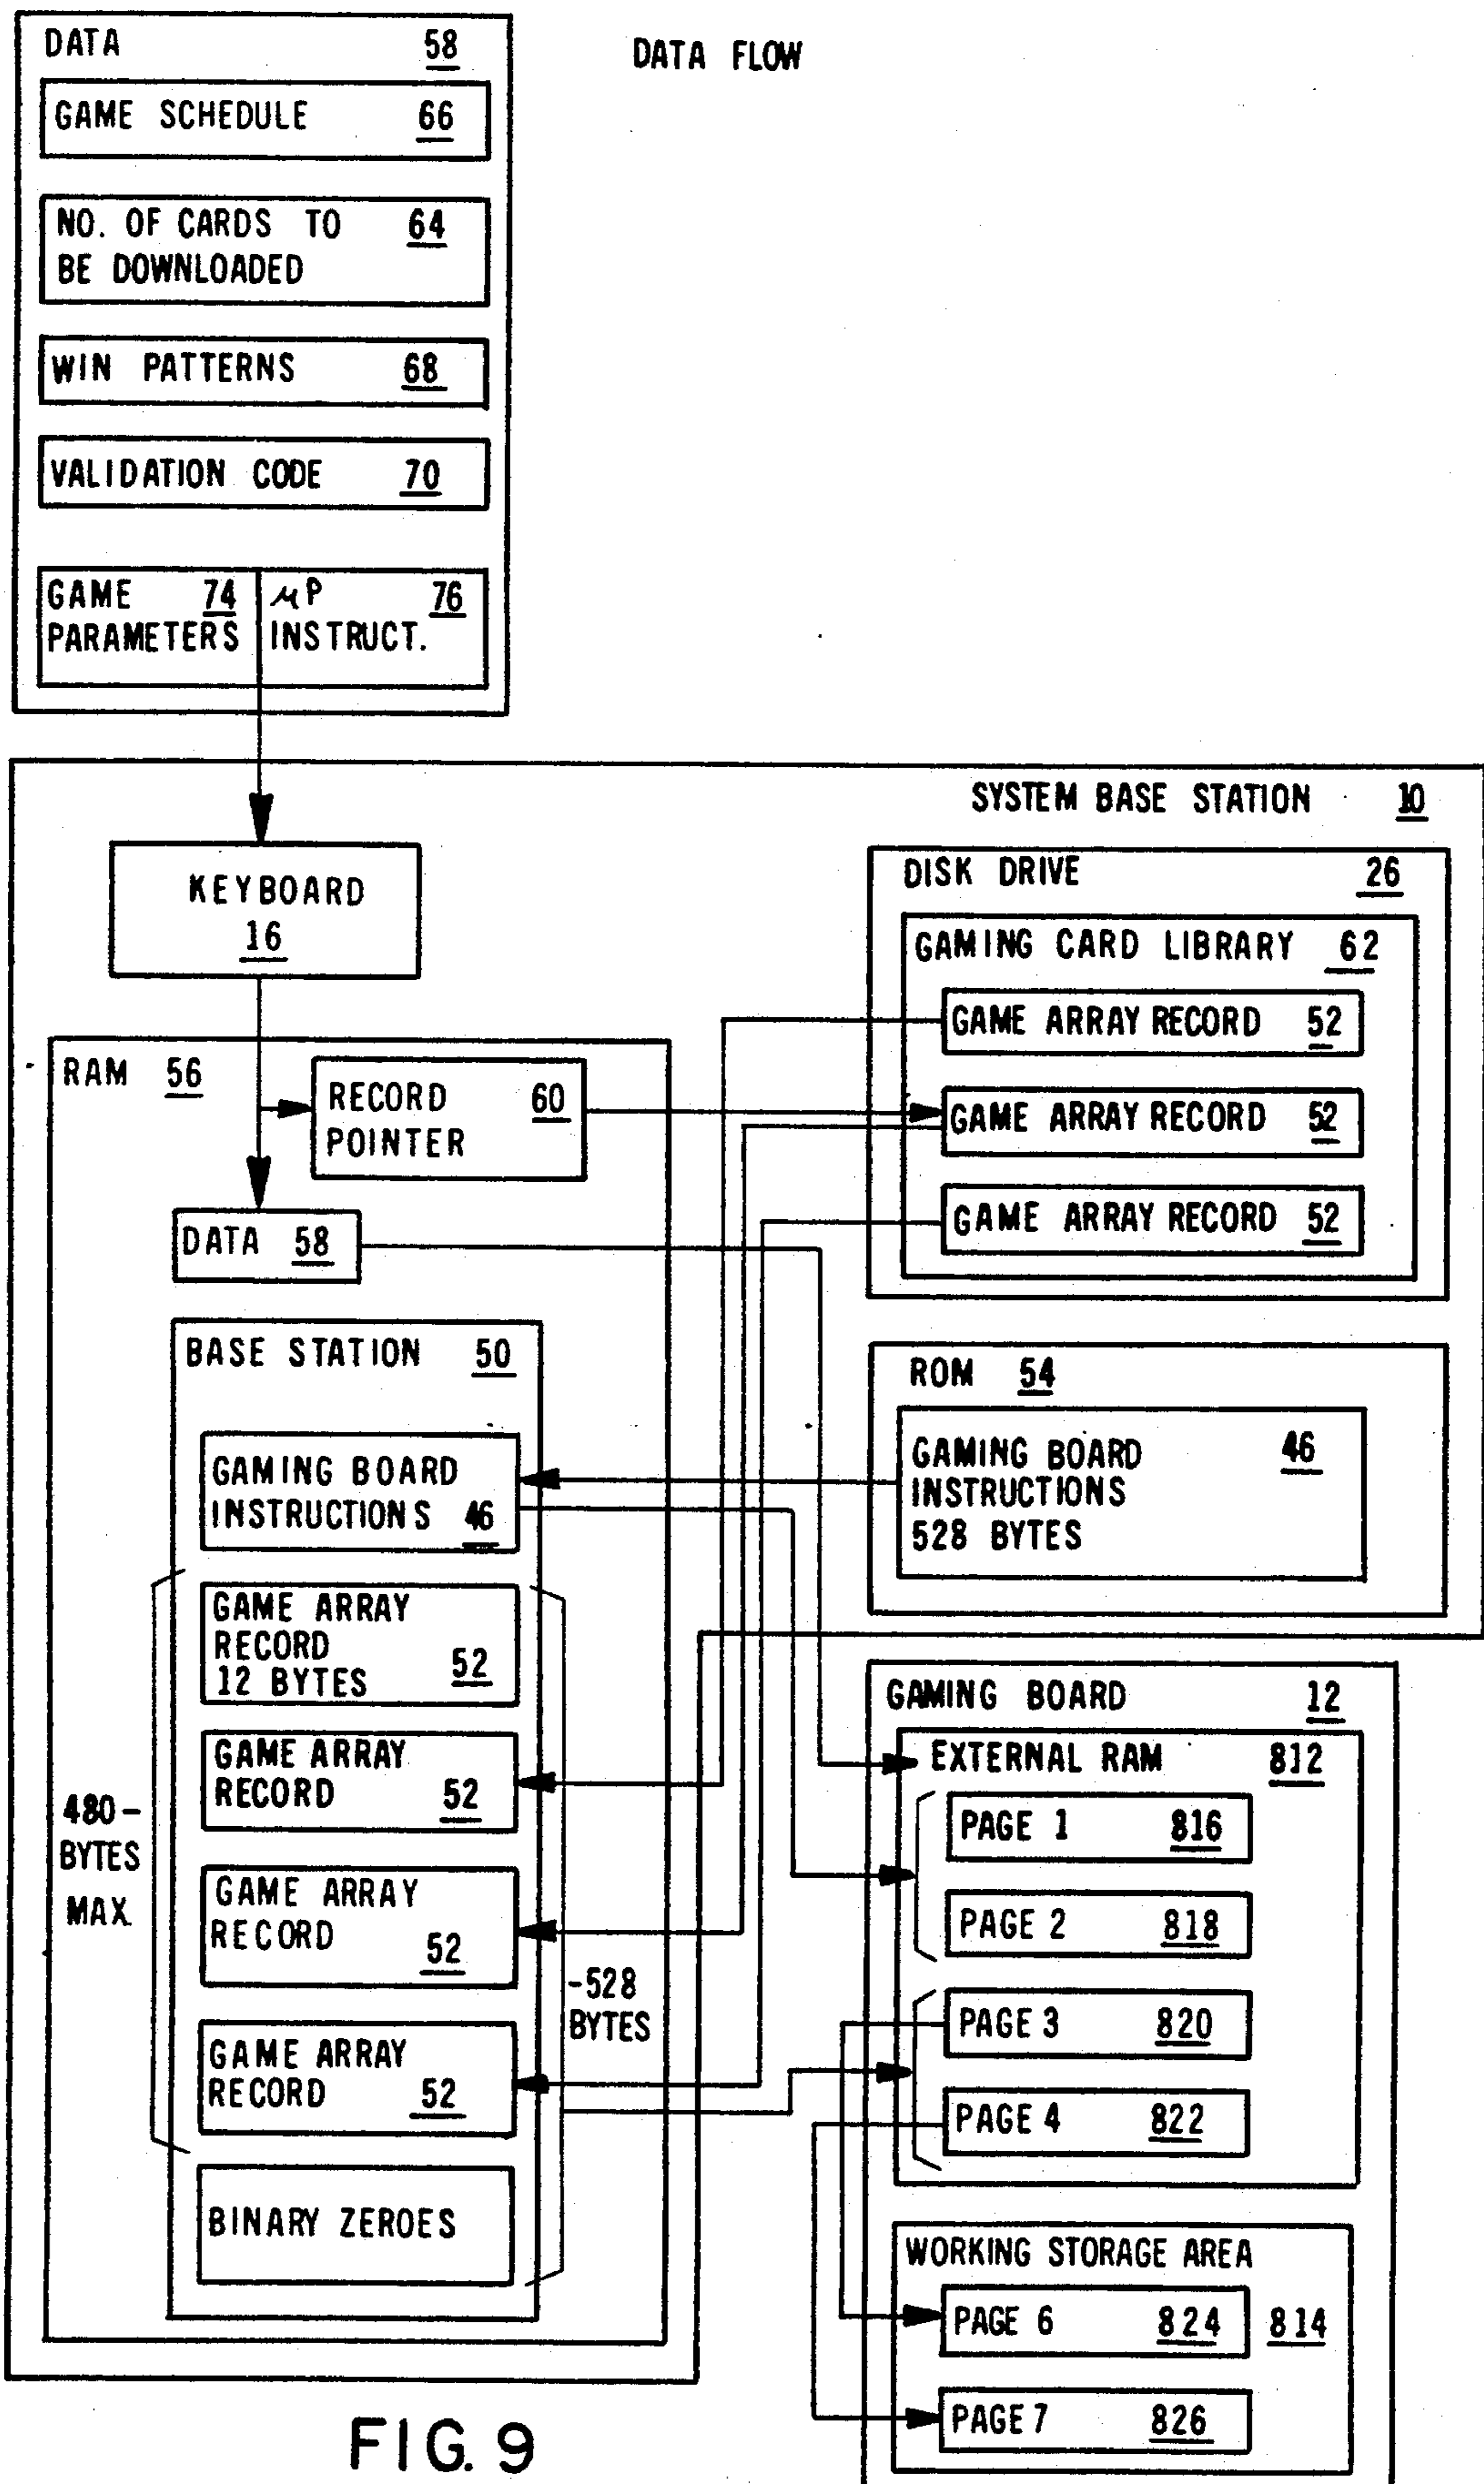 DATA 58
DATA FLOW
GAME SCHEDULE 66
NO. OF CARDS TO 64
BE DOWNLOADED
WIN PATTERNS 68
VALIDATION CODE 70
GAME 74
PARAMETERS
μP 76
INSTRUCT.
SYSTEM BASE STATION 10
KEYBOARD
16
DISK DRIVE 26
GAMING CARD LIBRARY 62
GAME ARRAY RECORD 52
GAME ARRAY RECORD 52
GAME ARRAY RECORD 52
RAM 56
RECORD 60
POINTER
DATA 58
BASE STATION 50
GAMING BOARD
INSTRUCTIONS 46
GAME ARRAY
RECORD
12 BYTES 52
GAME ARRAY
RECORD 52
GAME ARRAY
RECORD 52
GAME ARRAY
RECORD 52
BINARY ZEROES
480-
BYTES
MAX.
-528
BYTES
ROM 54
GAMING BOARD 46
INSTRUCTIONS
528 BYTES
GAMING BOARD 12
EXTERNAL RAM 812
PAGE 1 816
PAGE 2 818
PAGE 3 820
PAGE 4 822
WORKING STORAGE AREA
PAGE 6 824 814
PAGE 7 826
FIG. 9